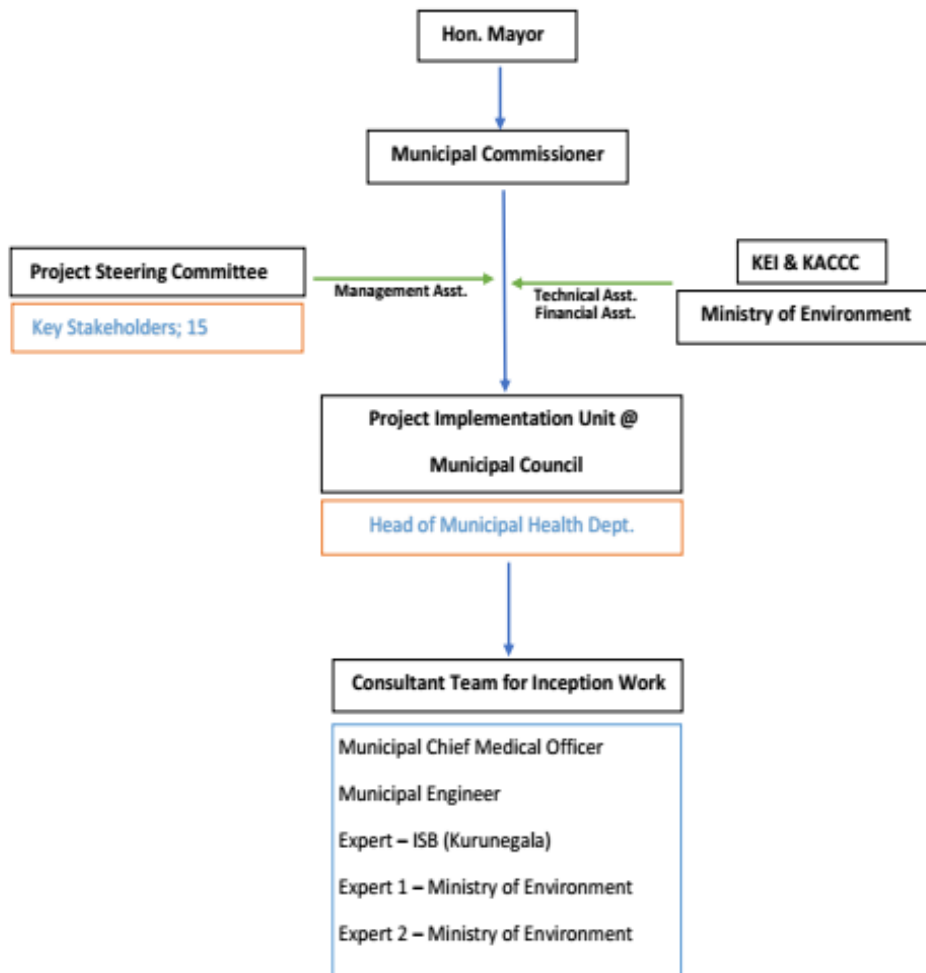 Hon. Mayor
Municipal Commissioner
Project Steering Committee
Key Stakeholders; 15
Management Asst.
Technical Asst.
Financial Asst.
KEI & KACCC
Ministry of Environment
Project Implementation Unit @
Municipal Council
Head of Municipal Health Dept.
Consultant Team for Inception Work
Municipal Chief Medical Officer
Municipal Engineer
Expert – ISB (Kurunegala)
Expert 1 – Ministry of Environment
Expert 2 – Ministry of Environment